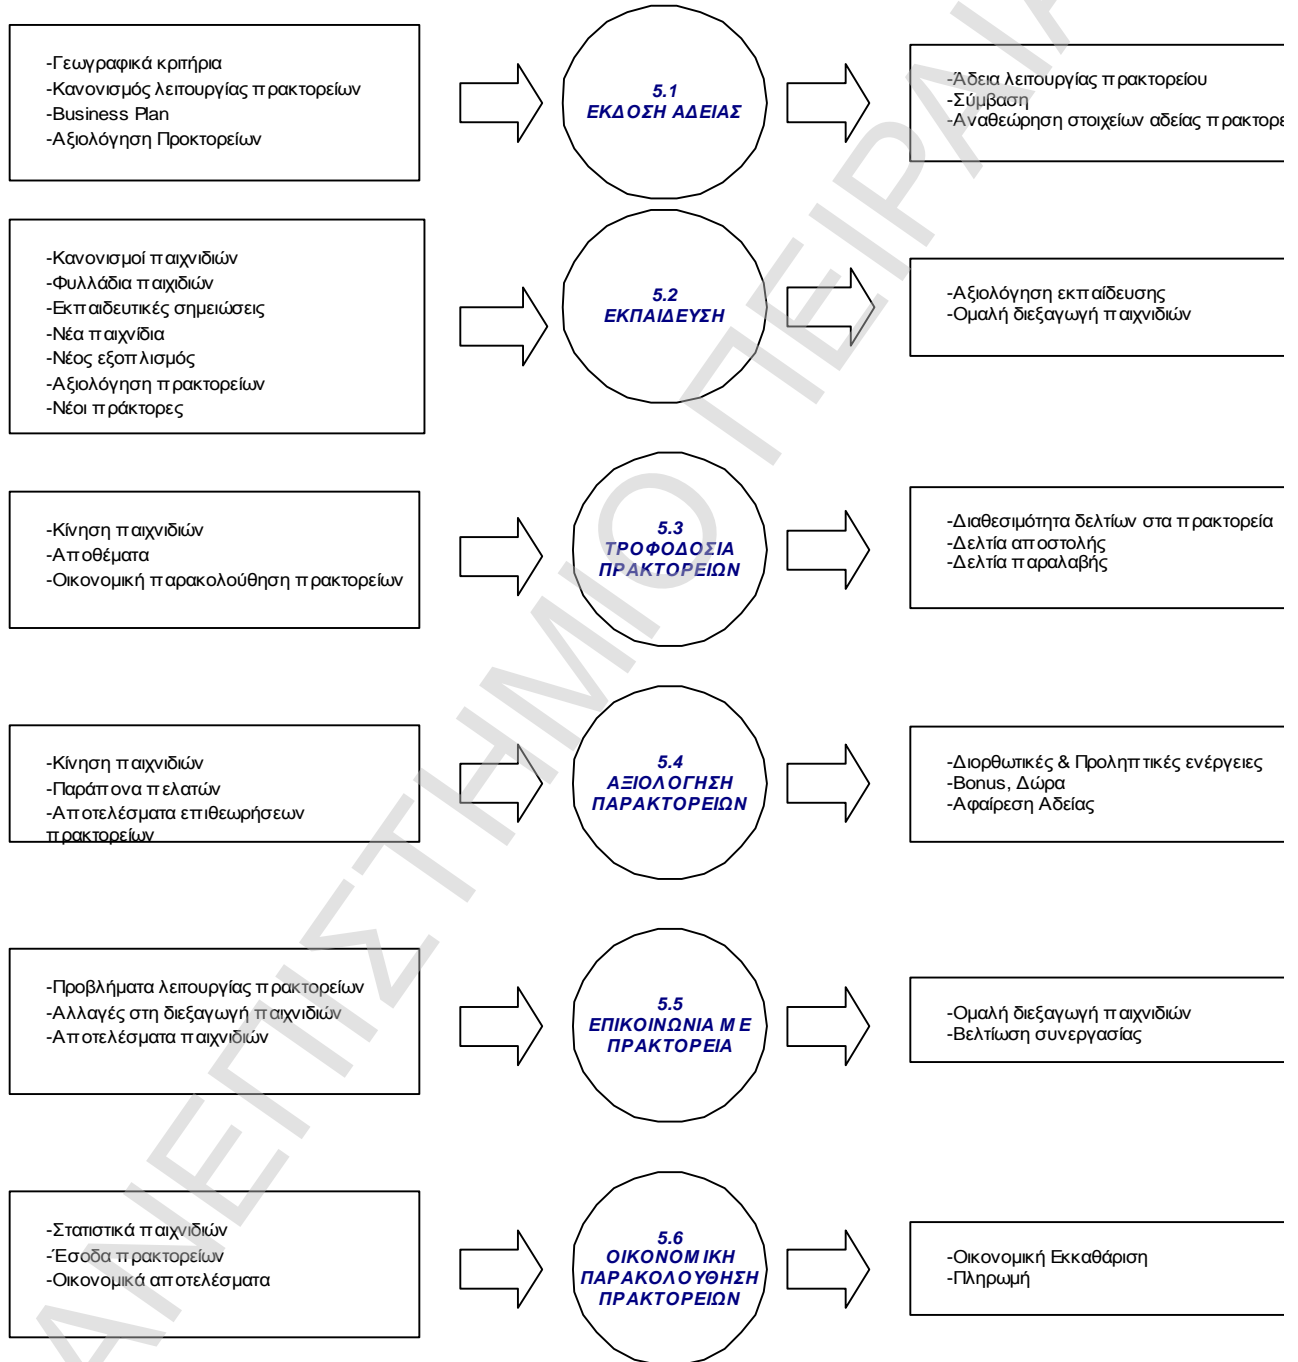 -Γεωγραφικά κριτήρια
-Κανονισμός λειτουργίας πρακτορείων
-Business Plan
-Αξιολόγηση Προκτορείων
5.1
ΕΚΔΟΣΗ ΑΔΕΙΑΣ
-Άδεια λειτουργίας πρακτορείου
-Σύμβαση
-Αναθεώρηση στοιχείων αδείας πρακτορε
-Κανονισμοί παιχνιδιών
-Φυλλάδια παιχιδιών
-Εκπαιδευτικές σημειώσεις
-Νέα παιχνίδια
-Νέος εξοπλισμός
-Αξιολόγηση πρακτορείων
-Νέοι πράκτορες
5.2
ΕΚΠΑΙΔΕΥΣΗ
-Αξιολόγηση εκπαίδευσης
-Ομαλή διεξαγωγή παιχνιδιών
-Κίνηση παιχνιδιών
-Αποθέματα
-Οικονομική παρακολούθηση πρακτορείων
5.3
ΤΡΟΦΟΔΟΣΙΑ
ΠΡΑΚΤΟΡΕΙΩΝ
-Διαθεσιμότητα δελτίων στα πρακτορεία
-Δελτία αποστολής
-Δελτία παραλαβής
-Κίνηση παιχνιδιών
-Παράπονα πελατών
-Αποτελέσματα επιθεωρήσεων
πρακτορείων
5.4
ΑΞΙΟΛΟΓΗΣΗ
ΠΑΡΑΚΤΟΡΕΙΩΝ
-Διορθωτικές & Προληπτικές ενέργειες
-Bonus, Δώρα
-Αφαίρεση Αδείας
-Προβλήματα λειτουργίας πρακτορείων
-Αλλαγές στη διεξαγωγή παιχνιδιών
-Αποτελέσματα παιχνιδιών
5.5
ΕΠΙΚΟΙΝΩΝΙΑ ΜΕ
ΠΡΑΚΤΟΡΕΙΑ
-Ομαλή διεξαγωγή παιχνιδιών
-Βελτίωση συνεργασίας
-Στατιστικά παιχνιδιών
-Έσοδα πρακτορείων
-Οικονομικά αποτελέσματα
5.6
ΟΙΚΟΝΟΜΙΚΗ
ΠΑΡΑΚΟΛΟΥΘΗΣΗ
ΠΡΑΚΤΟΡΕΙΩΝ
-Οικονομική Εκκαθάριση
-Πληρωμή
ΑΝΕΠΙΣΤΗΜΙΟ ΠΕΙΡΑΙΑ